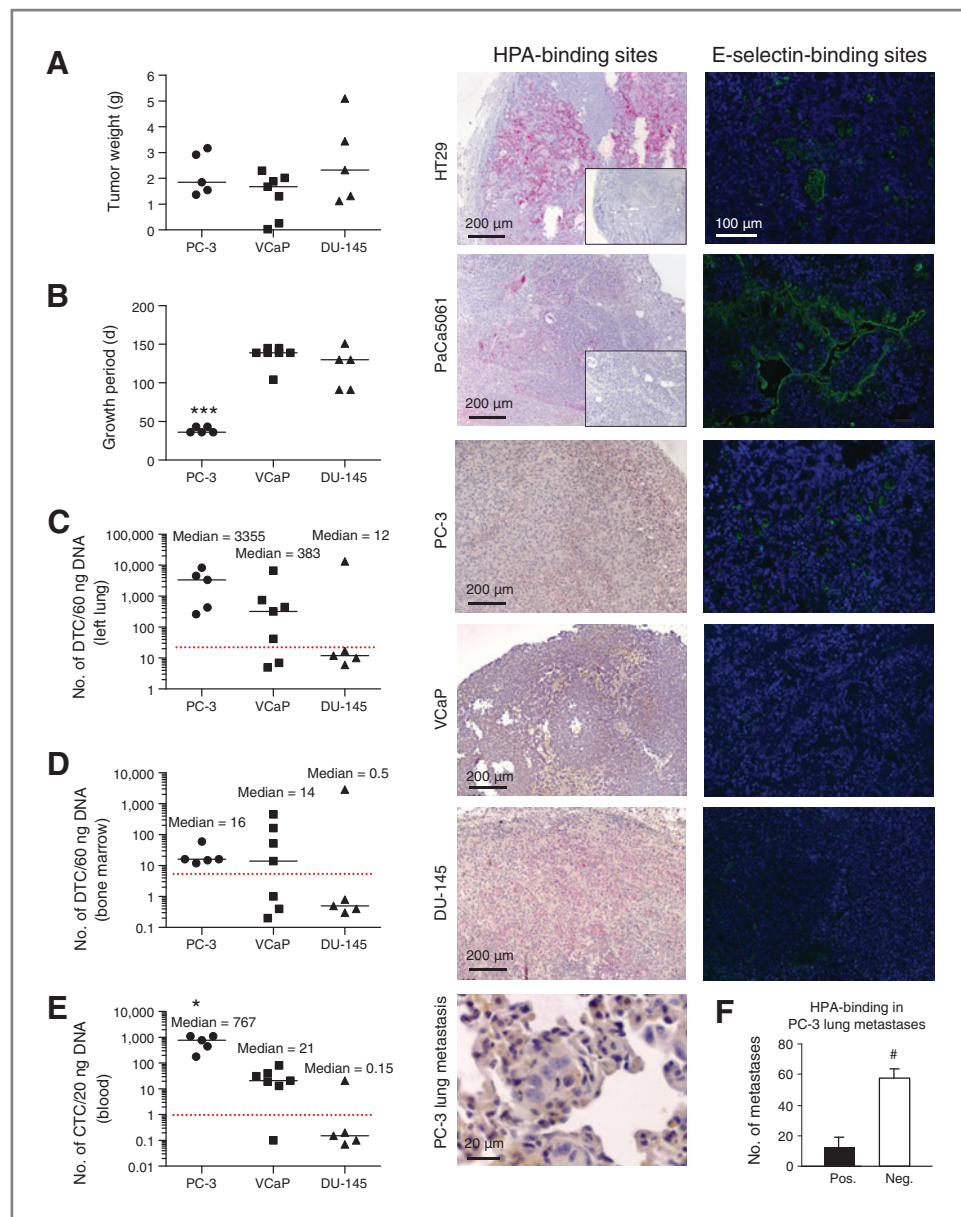 A
Tumor weight (g)
6
5
4
3
2
1
0
PC-3 VCaP DU-145
B
Growth period (d)
200
150
100
50
0
***
PC-3 VCaP DU-145
C
No. of DTC/60 ng DNA
(left lung)
100,000
10,000
1,000
100
10
1
Median = 3355
Median = 383
Median = 12
PC-3 VCaP DU-145
D
No. of DTC/60 ng DNA
(bone marrow)
10,000
1,000
100
10
1
0.1
Median = 16
Median = 14
Median = 0.5
PC-3 VCaP DU-145
E
No. of CTC/20 ng DNA
(blood)
10,000
1,000
100
10
1
0.1
0.01
*
Median = 767
Median = 21
Median = 0.15
PC-3 VCaP DU-145
HPA-binding sites
E-selectin-binding sites
HT29
200 µm
100 µm
PaCa5061
200 µm
PC-3
200 µm
VCaP
200 µm
DU-145
200 µm
PC-3 lung metastasis
20 µm
F
HPA-binding in
PC-3 lung metastases
No. of metastases
80
60
40
20
0
#
Pos. Neg.